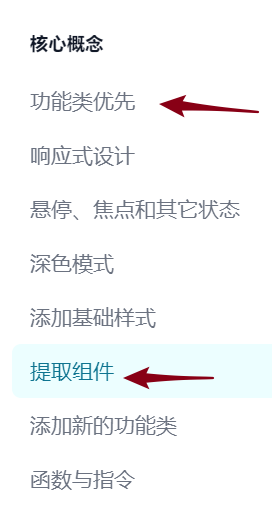 核心概念
功能类优先
响应式设计
悬停、焦点和其它状态
深色模式
添加基础样式
提取组件
添加新的功能类
函数与指令